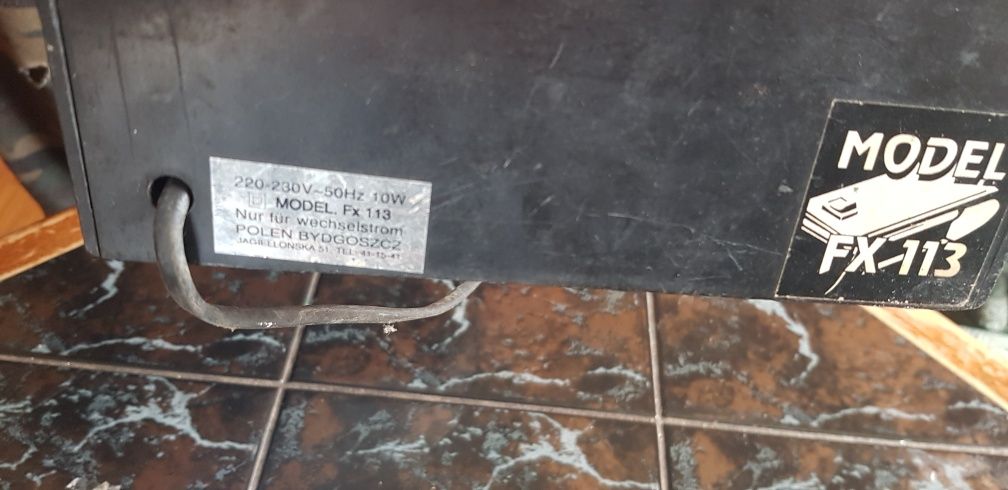 220-230V~50Hz 10W
MODEL. Fx 113
Nur für wechselstrom
POLEN BYDGOSZCZ
JAGIELLOŃSKA 51, TEL. 41-15-41
MODEL
FX-113